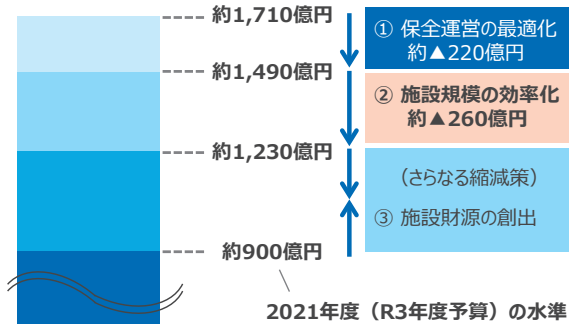 約1,710億円
① 保全運営の最適化
約▲220億円
約1,490億円
② 施設規模の効率化
約▲260億円
約1,230億円
（さらなる縮減策）
③ 施設財源の創出
約900億円
2021年度（R3年度予算）の水準